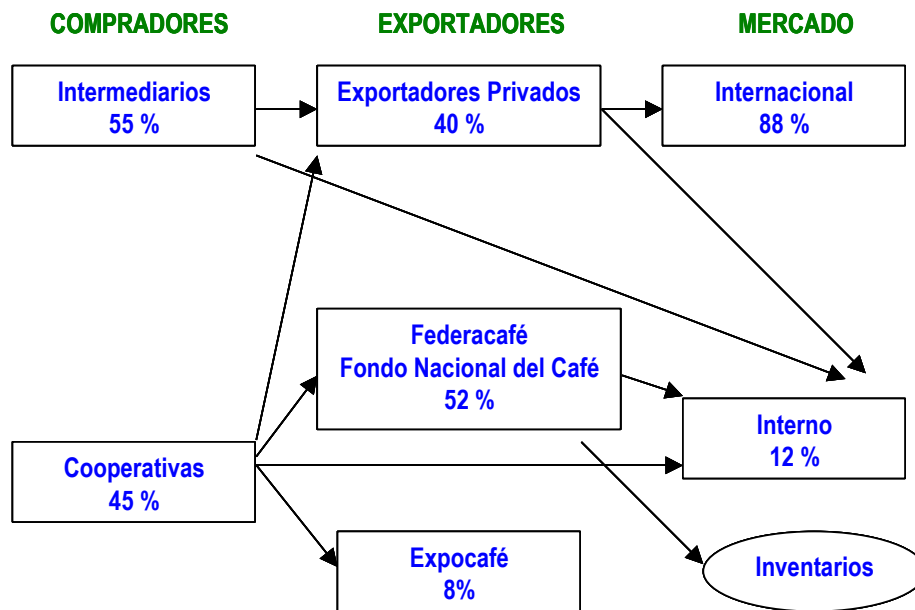 COMPRADORES
EXPORTADORES
MERCADO
Intermediarios
55 %
Exportadores Privados
40 %
Internacional
88 %
Federacafé
Fondo Nacional del Café
52 %
Interno
12 %
Cooperativas
45 %
Expocafé
8%
Inventarios